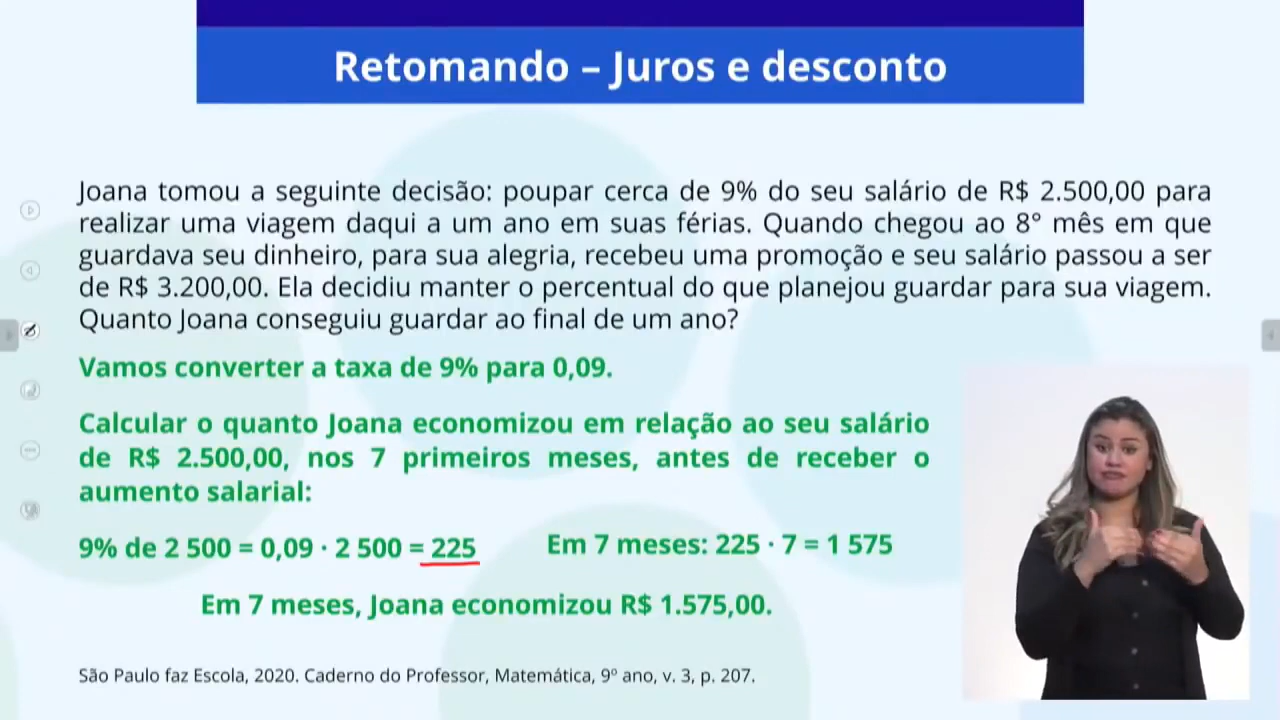 Retomando – Juros e desconto
Joana tomou a seguinte decisão: poupar cerca de 9% do seu salário de R$ 2.500,00 para
realizar uma viagem daqui a um ano em suas férias. Quando chegou ao 8° mês em que
guardava seu dinheiro, para sua alegria, recebeu uma promoção e seu salário passou a ser
de R$ 3.200,00. Ela decidiu manter o percentual do que planejou guardar para sua viagem.
Quanto Joana conseguiu guardar ao final de um ano?
Vamos converter a taxa de 9% para 0,09.
Calcular o quanto Joana economizou em relação ao seu salário
de R$ 2.500,00, nos 7 primeiros meses, antes de receber o
aumento salarial:
9% de 2 500 = 0,09 · 2 500 = 225
Em 7 meses: 225 · 7 = 1 575
Em 7 meses, Joana economizou R$ 1.575,00.
São Paulo faz Escola, 2020. Caderno do Professor, Matemática, 9º ano, v. 3, p. 207.